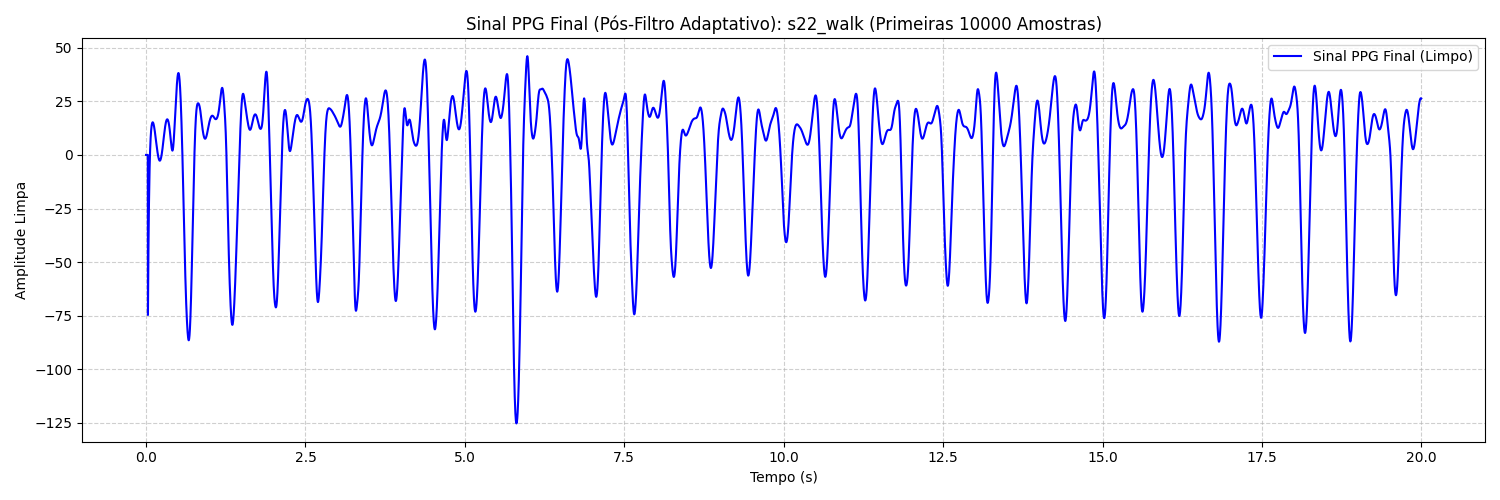 Sinal PPG Final (Pós-Filtro Adaptativo): s22_walk (Primeiras 10000 Amostras)
Sinal PPG Final (Limpo)
Amplitude Limpa
50
25
0
−25
−50
−75
−100
−125
0.0 2.5 5.0 7.5 10.0 12.5 15.0 17.5 20.0
Tempo (s)